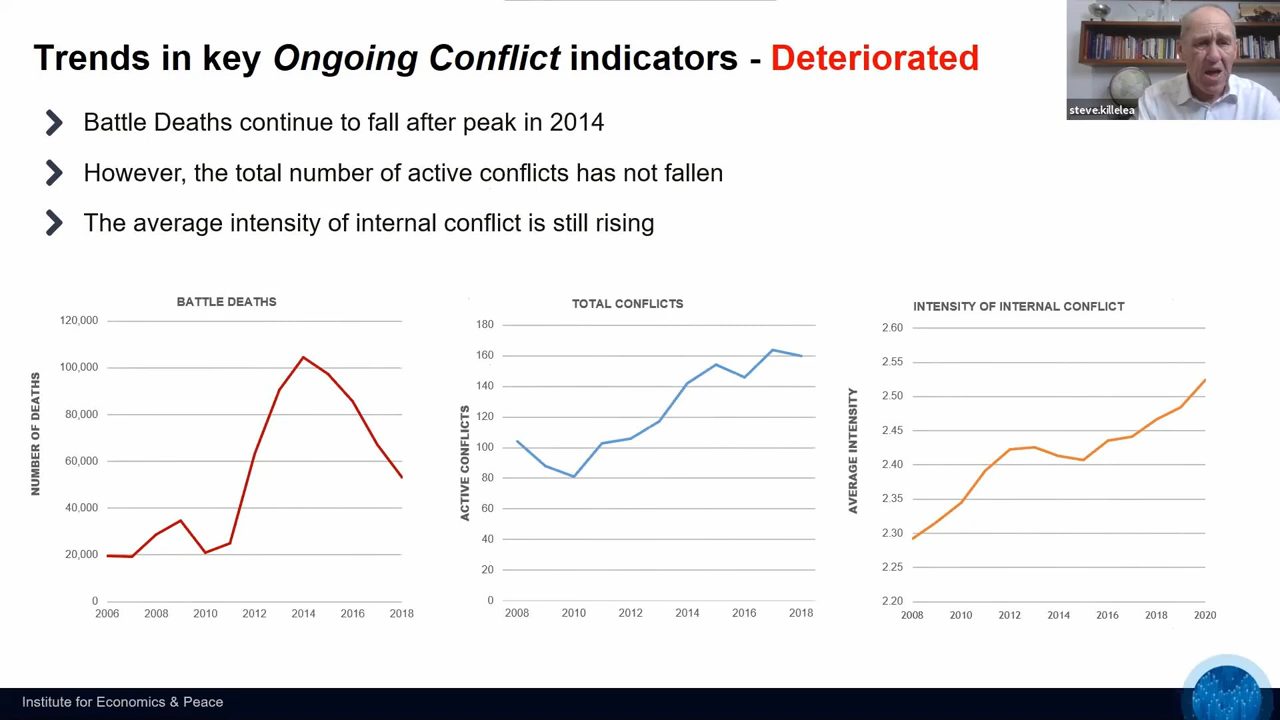 Trends in key Ongoing Conflict indicators - Deteriorated
steve.killelea
Battle Deaths continue to fall after peak in 2014
However, the total number of active conflicts has not fallen
The average intensity of internal conflict is still rising
BATTLE DEATHS
NUMBER OF DEATHS
120,000
100,000
80,000
60,000
40,000
20,000
0
2006 2008 2010 2012 2014 2016 2018
TOTAL CONFLICTS
ACTIVE CONFLICTS
180
160
140
120
100
80
60
40
20
0
2008 2010 2012 2014 2016 2018
INTENSITY OF INTERNAL CONFLICT
AVERAGE INTENSITY
2.60
2.55
2.50
2.45
2.40
2.35
2.30
2.25
2.20
2008 2010 2012 2014 2016 2018 2020
Institute for Economics & Peace